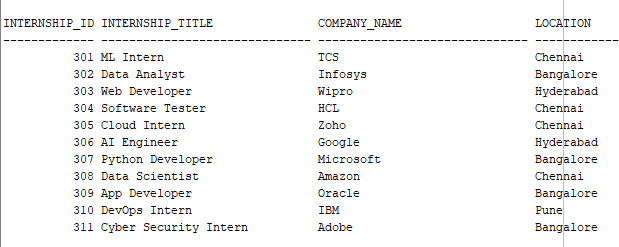 INTERNSHIP_ID INTERNSHIP_TITLE COMPANY_NAME LOCATION
------------- ------------------------------ ------------------------------ ------------
301 ML Intern TCS Chennai
302 Data Analyst Infosys Bangalore
303 Web Developer Wipro Hyderabad
304 Software Tester HCL Chennai
305 Cloud Intern Zoho Chennai
306 AI Engineer Google Hyderabad
307 Python Developer Microsoft Bangalore
308 Data Scientist Amazon Chennai
309 App Developer Oracle Bangalore
310 DevOps Intern IBM Pune
311 Cyber Security Intern Adobe Bangalore